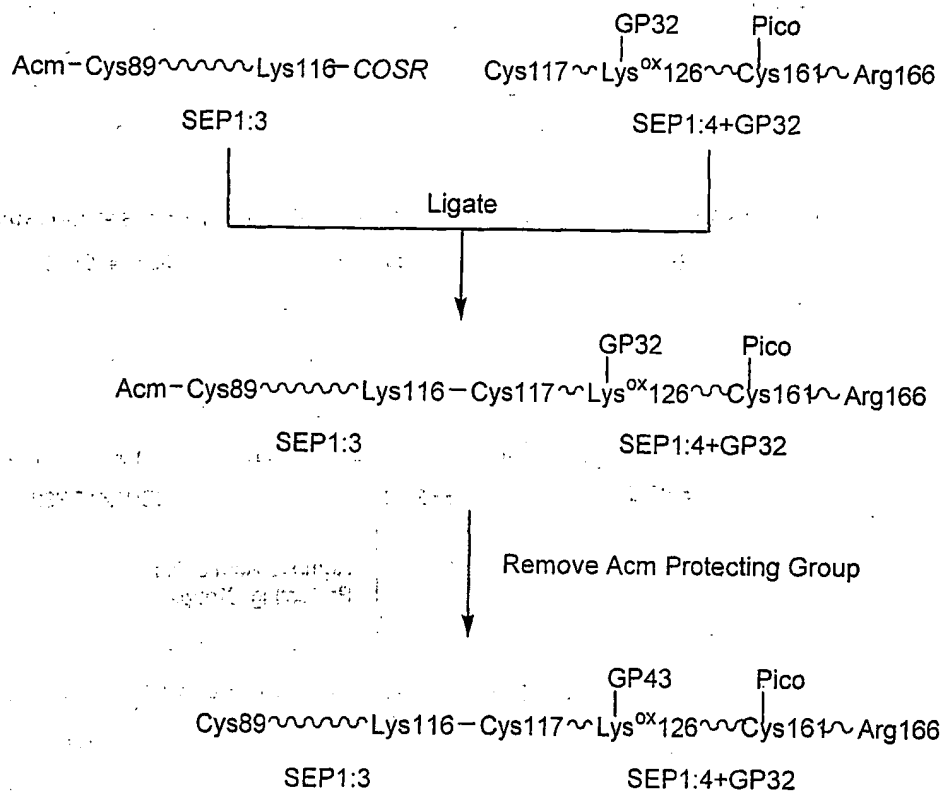 GP32 Pico
Acm-Cys89~~~~Lys116-COSR Cys117~Lys^ox126~~Cys161~Arg166
SEP1:3 SEP1:4+GP32
Ligate
GP32 Pico
Acm-Cys89~~~~Lys116-Cys117~Lys^ox126~~Cys161~Arg166
SEP1:3 SEP1:4+GP32
Remove Acm Protecting Group
GP43 Pico
Cys89~~~~Lys116-Cys117~Lys^ox126~~Cys161~Arg166
SEP1:3 SEP1:4+GP32